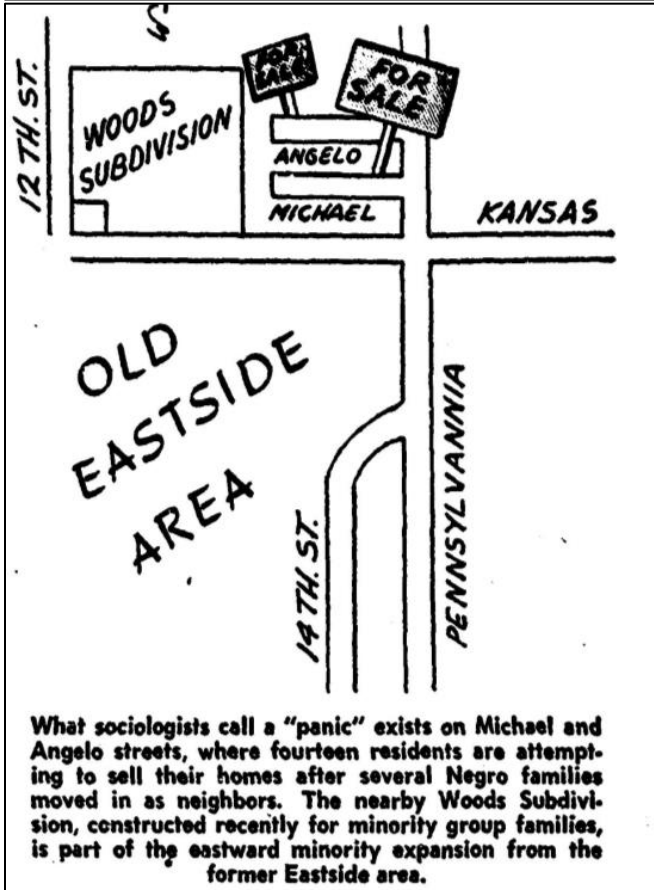 12 TH. ST.
WOODS
SUBDIVISION
FOR
SALE
FOR
SALE
ANGELO
MICHAEL
KANSAS
OLD
EASTSIDE
AREA
14 TH. ST.
PENNSYLVANNIA
What sociologists call a "panic" exists on Michael and
Angelo streets, where fourteen residents are attempt-
ing to sell their homes after several Negro families
moved in as neighbors. The nearby Woods Subdivi-
sion, constructed recently for minority group families,
is part of the eastward minority expansion from the
former Eastside area.